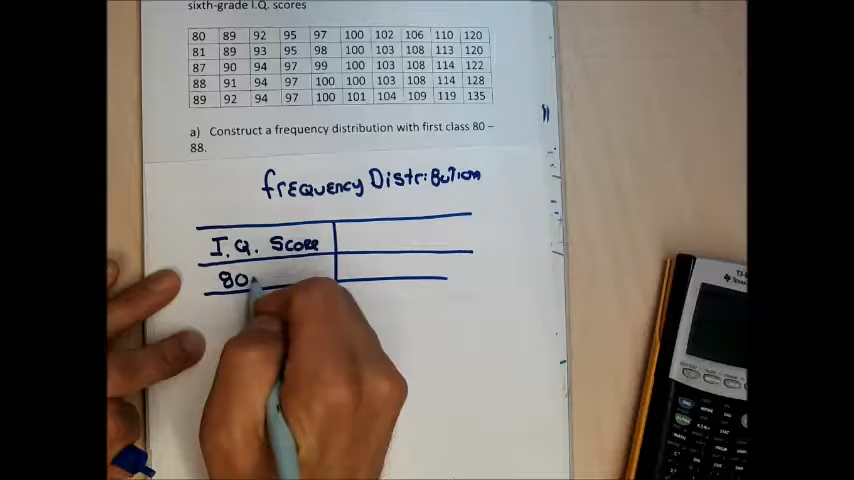 sixth-grade I.Q. scores
80 89 92 95 97 100 102 106 110 120
81 89 93 95 98 100 103 108 113 120
87 90 94 97 99 100 103 108 114 122
88 91 94 97 100 100 103 108 114 128
89 92 94 97 100 101 104 109 119 135
a) Construct a frequency distribution with first class 80 –
88.
frequency Distribution
I.Q. Score
80